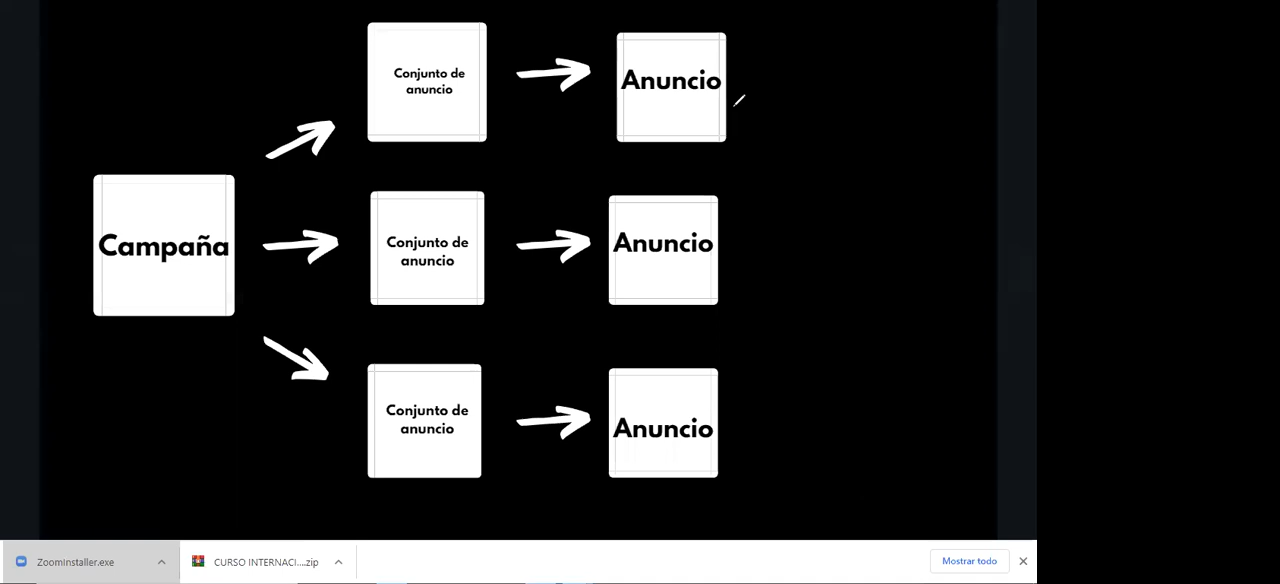 Conjunto de
anuncio
Anuncio
Campaña
Conjunto de
anuncio
Anuncio
Conjunto de
anuncio
Anuncio
ZoomInstaller.exe
CURSO INTERNACI....zip
Mostrar todo